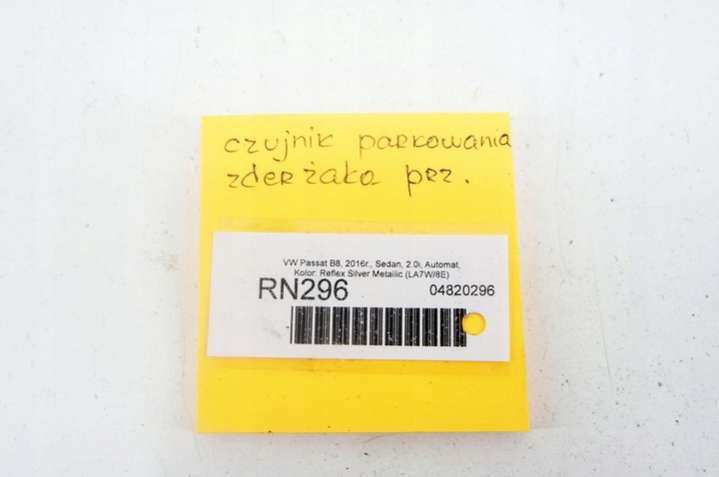 czujnik parkowania
zderżaka prz.
VW Passat B8, 2016r., Sedan, 2.0i, Automat,
Kolor: Reflex Silver Metallic (LA7W/8E)
RN296 04820296